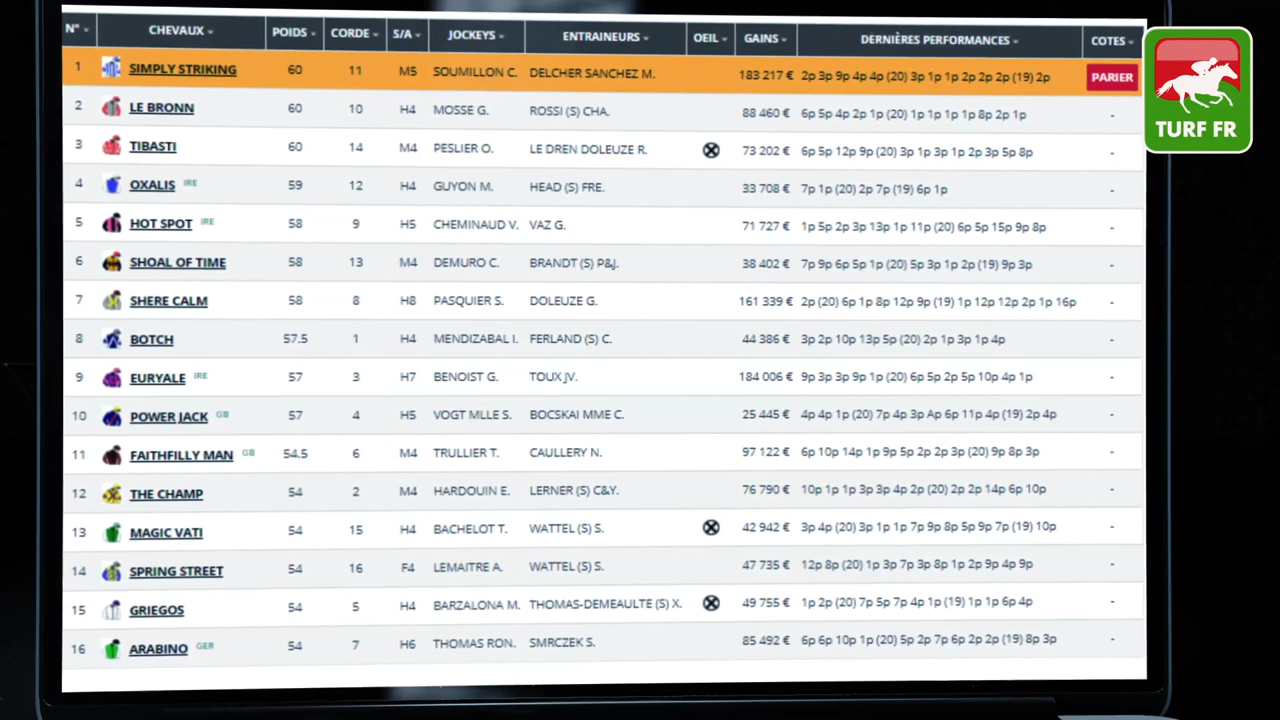 N° CHEVAUX POIDS CORDE S/A JOCKEYS ENTRAINEURS OEIL GAINS DERNIÈRES PERFORMANCES COTES
1 SIMPLY STRIKING 60 11 M5 SOUMILLON C. DELCHER SANCHEZ M. 183 217 € 2p 3p 9p 4p 4p (20) 3p 1p 1p 2p 2p 2p (19) 2p PARIER
2 LE BRONN 60 10 H4 MOSSE G. ROSSI (S) CHA. 88 460 € 6p 5p 4p 2p 1p (20) 1p 1p 1p 1p 8p 2p 1p -
3 TIBASTI 60 14 M4 PESLIER O. LE DREN DOLEUZE R. 73 202 € 6p 5p 12p 9p (20) 3p 1p 3p 1p 2p 3p 5p 8p -
4 OXALIS IRE 59 12 H4 GUYON M. HEAD (S) FRE. 33 708 € 7p 1p (20) 2p 7p (19) 6p 1p -
5 HOT SPOT IRE 58 9 H5 CHEMINAUD V. VAZ G. 71 727 € 1p 5p 2p 3p 13p 1p 11p (20) 6p 5p 15p 9p 8p -
6 SHOAL OF TIME 58 13 M4 DEMURO C. BRANDT (S) P&J. 38 402 € 7p 9p 6p 5p 1p (20) 5p 3p 1p 2p (19) 9p 3p -
7 SHERE CALM 58 8 H8 PASQUIER S. DOLEUZE G. 161 339 € 2p (20) 6p 1p 8p 12p 9p (19) 1p 12p 12p 2p 1p 16p -
8 BOTCH 57.5 1 H4 MENDIZABAL I. FERLAND (S) C. 44 386 € 3p 2p 10p 13p 5p (20) 2p 1p 3p 1p 4p -
9 EURYALE IRE 57 3 H7 BENOIST G. TOUX JV. 184 006 € 9p 3p 3p 9p 1p (20) 6p 5p 2p 5p 10p 4p 1p -
10 POWER JACK GB 57 4 H5 VOGT MLLE S. BOCSKAI MME C. 25 445 € 4p 4p 1p (20) 7p 4p 3p Ap 6p 11p 4p (19) 2p 4p -
11 FAITHFILLY MAN GB 54.5 6 M4 TRULLIER T. CAULLERY N. 97 122 € 6p 10p 14p 1p 9p 5p 2p 2p 3p (20) 9p 8p 3p -
12 THE CHAMP 54 2 M4 HARDOUIN E. LERNER (S) C&Y. 76 790 € 10p 1p 1p 3p 3p 4p 2p (20) 2p 2p 14p 6p 10p -
13 MAGIC VATI 54 15 H4 BACHELOT T. WATTEL (S) S. 42 942 € 3p 4p (20) 3p 1p 1p 7p 9p 8p 5p 9p 7p (19) 10p -
14 SPRING STREET 54 16 F4 LEMAITRE A. WATTEL (S) S. 47 735 € 12p 8p (20) 1p 3p 7p 3p 8p 1p 2p 9p 4p 9p -
15 GRIEGOS 54 5 H4 BARZALONA M. THOMAS-DEMEAULTE (S) X. 49 755 € 1p 2p (20) 7p 5p 7p 4p 1p (19) 1p 1p 6p 4p -
16 ARABINO GER 54 7 H6 THOMAS RON. SMRCZEK S. 85 492 € 6p 6p 10p 1p (20) 5p 2p 7p 6p 2p 2p (19) 8p 3p -
TURF FR